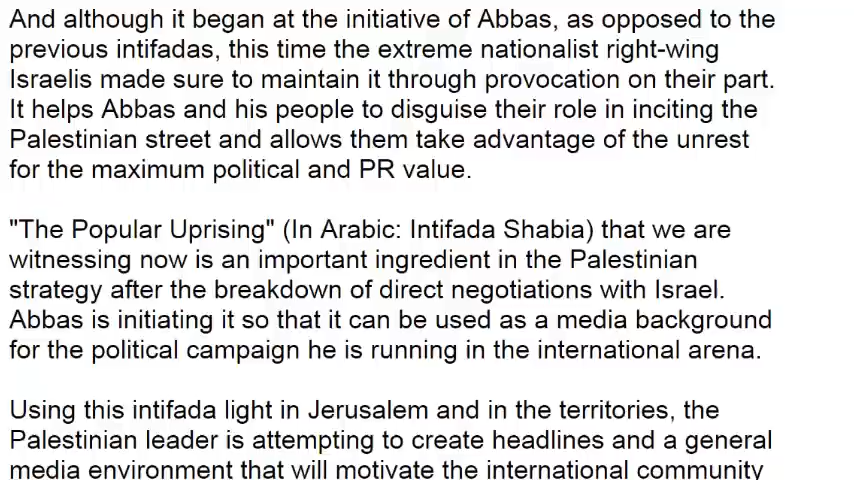 And although it began at the initiative of Abbas, as opposed to the
previous intifadas, this time the extreme nationalist right-wing
Israelis made sure to maintain it through provocation on their part.
It helps Abbas and his people to disguise their role in inciting the
Palestinian street and allows them take advantage of the unrest
for the maximum political and PR value.
"The Popular Uprising" (In Arabic: Intifada Shabia) that we are
witnessing now is an important ingredient in the Palestinian
strategy after the breakdown of direct negotiations with Israel.
Abbas is initiating it so that it can be used as a media background
for the political campaign he is running in the international arena.
Using this intifada light in Jerusalem and in the territories, the
Palestinian leader is attempting to create headlines and a general
media environment that will motivate the international community